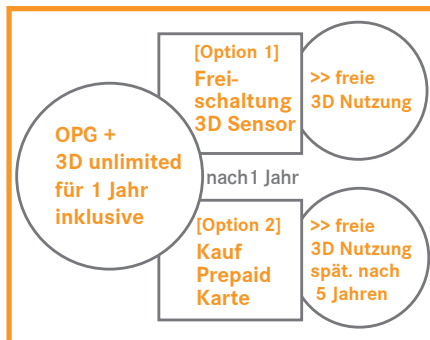 OPG +
3D unlimited
für 1 Jahr
inklusive
[Option 1]
Frei-
schaltung
3D Sensor
>> freie
3D Nutzung
nach 1 Jahr
[Option 2]
Kauf
Prepaid
Karte
>> freie
3D Nutzung
spät. nach
5 Jahren